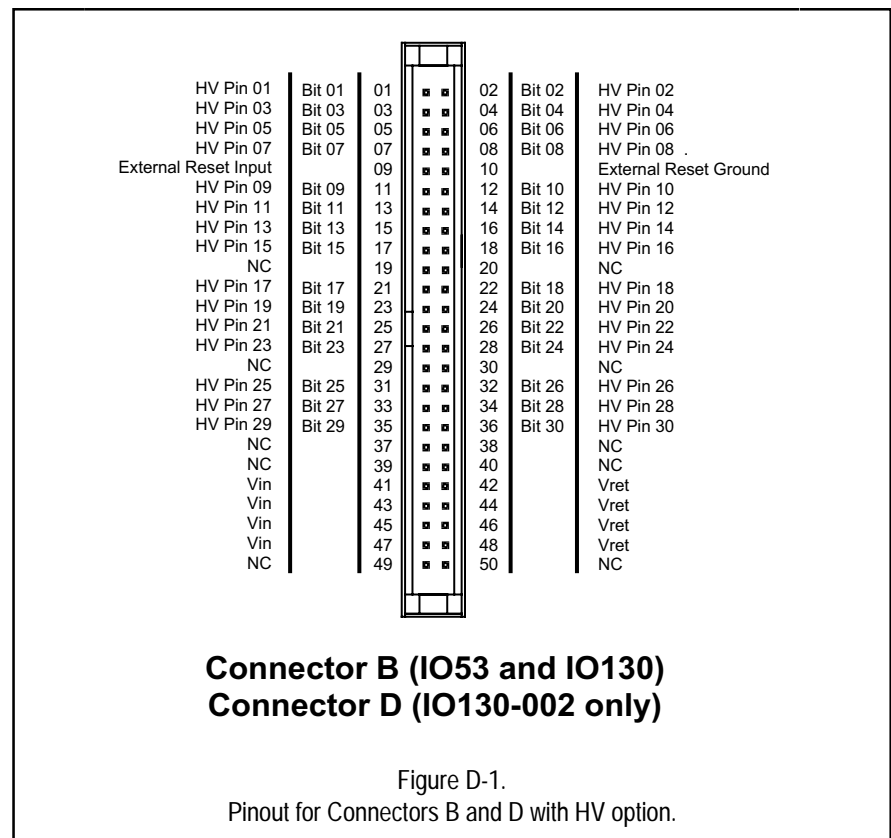 HV Pin 01 Bit 01 01 02 Bit 02 HV Pin 02
HV Pin 03 Bit 03 03 04 Bit 04 HV Pin 04
HV Pin 05 Bit 05 05 06 Bit 06 HV Pin 06
HV Pin 07 Bit 07 07 08 Bit 08 HV Pin 08 .
External Reset Input 09 10 External Reset Ground
HV Pin 09 Bit 09 11 12 Bit 10 HV Pin 10
HV Pin 11 Bit 11 13 14 Bit 12 HV Pin 12
HV Pin 13 Bit 13 15 16 Bit 14 HV Pin 14
HV Pin 15 Bit 15 17 18 Bit 16 HV Pin 16
NC 19 20 NC
HV Pin 17 Bit 17 21 22 Bit 18 HV Pin 18
HV Pin 19 Bit 19 23 24 Bit 20 HV Pin 20
HV Pin 21 Bit 21 25 26 Bit 22 HV Pin 22
HV Pin 23 Bit 23 27 28 Bit 24 HV Pin 24
NC 29 30 NC
HV Pin 25 Bit 25 31 32 Bit 26 HV Pin 26
HV Pin 27 Bit 27 33 34 Bit 28 HV Pin 28
HV Pin 29 Bit 29 35 36 Bit 30 HV Pin 30
NC 37 38 NC
NC 39 40 NC
Vin 41 42 Vret
Vin 43 44 Vret
Vin 45 46 Vret
Vin 47 48 Vret
NC 49 50 NC
Connector B (IO53 and IO130)
Connector D (IO130-002 only)
Figure D-1.
Pinout for Connectors B and D with HV option.